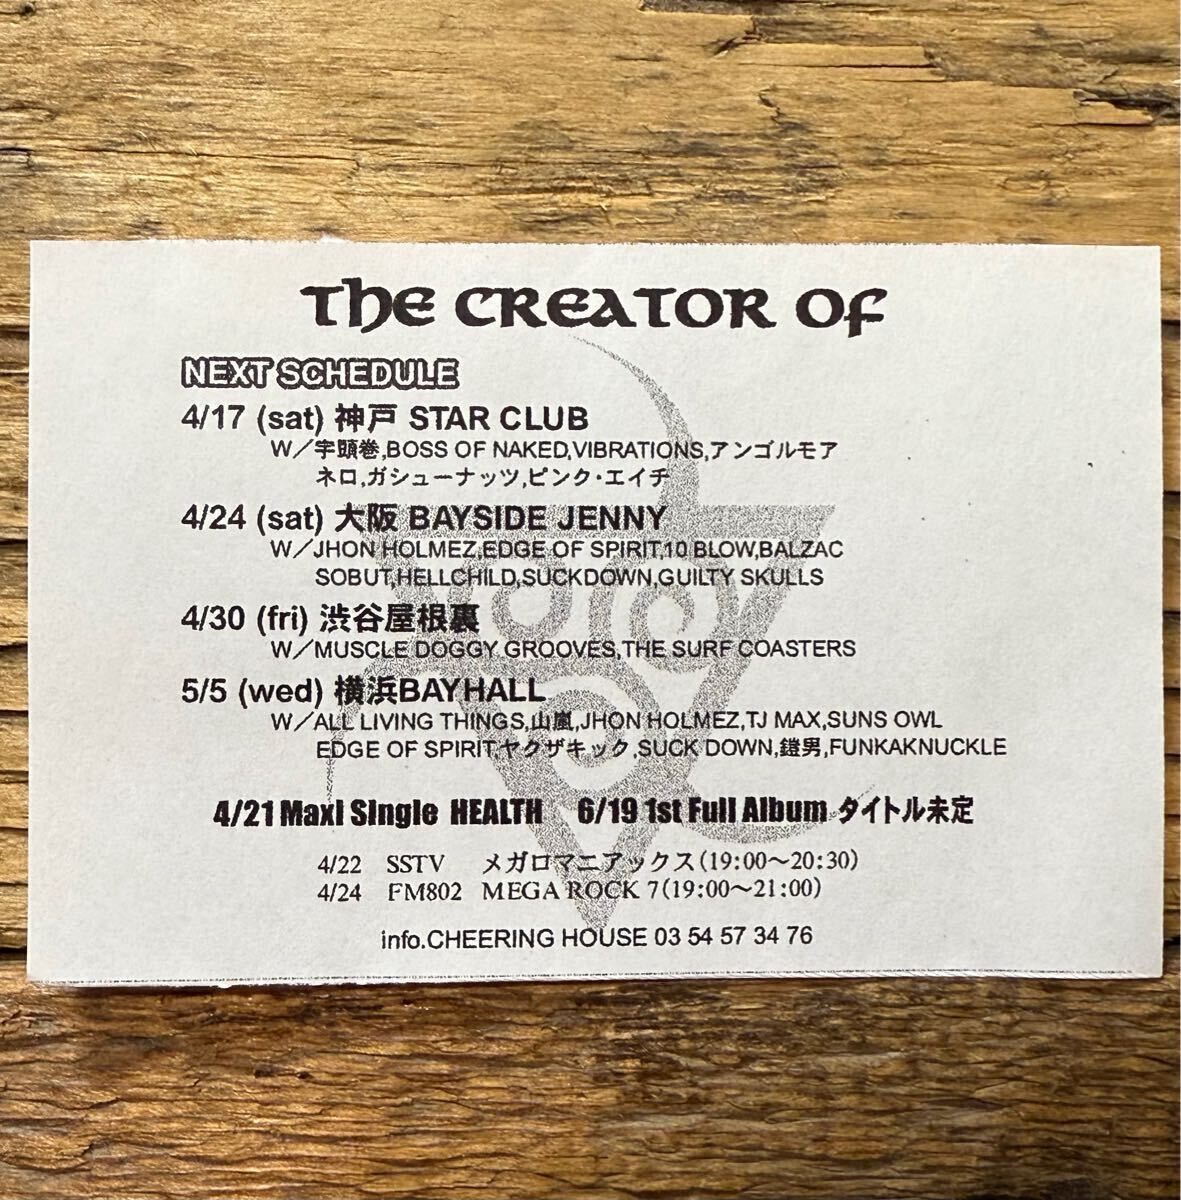 THE CREATOR OF
NEXT SCHEDULE
4/17 (sat) 神戸 STAR CLUB
W／宇頭巻,BOSS OF NAKED,VIBRATIONS,アンゴルモア
ネロ,ガシューナッツ,ピンク・エイチ
4/24 (sat) 大阪 BAYSIDE JENNY
W／JHON HOLMEZ,EDGE OF SPIRIT,10 BLOW,BALZAC
SOBUT,HELLCHILD,SUCKDOWN,GUILTY SKULLS
4/30 (fri) 渋谷屋根裏
W／MUSCLE DOGGY GROOVES,THE SURF COASTERS
5/5 (wed) 横浜BAYHALL
W／ALL LIVING THINGS,山嵐,JHON HOLMEZ,TJ MAX,SUNS OWL
EDGE OF SPIRIT,ヤクザキック,SUCK DOWN,鎧男,FUNKAKNUCKLE
4/21 Maxi Single HEALTH 6/19 1st Full Album タイトル未定
4/22 SSTV メガロマニアックス(19:00〜20:30)
4/24 FM802 MEGA ROCK 7(19:00〜21:00)
info.CHEERING HOUSE 03 54 57 34 76